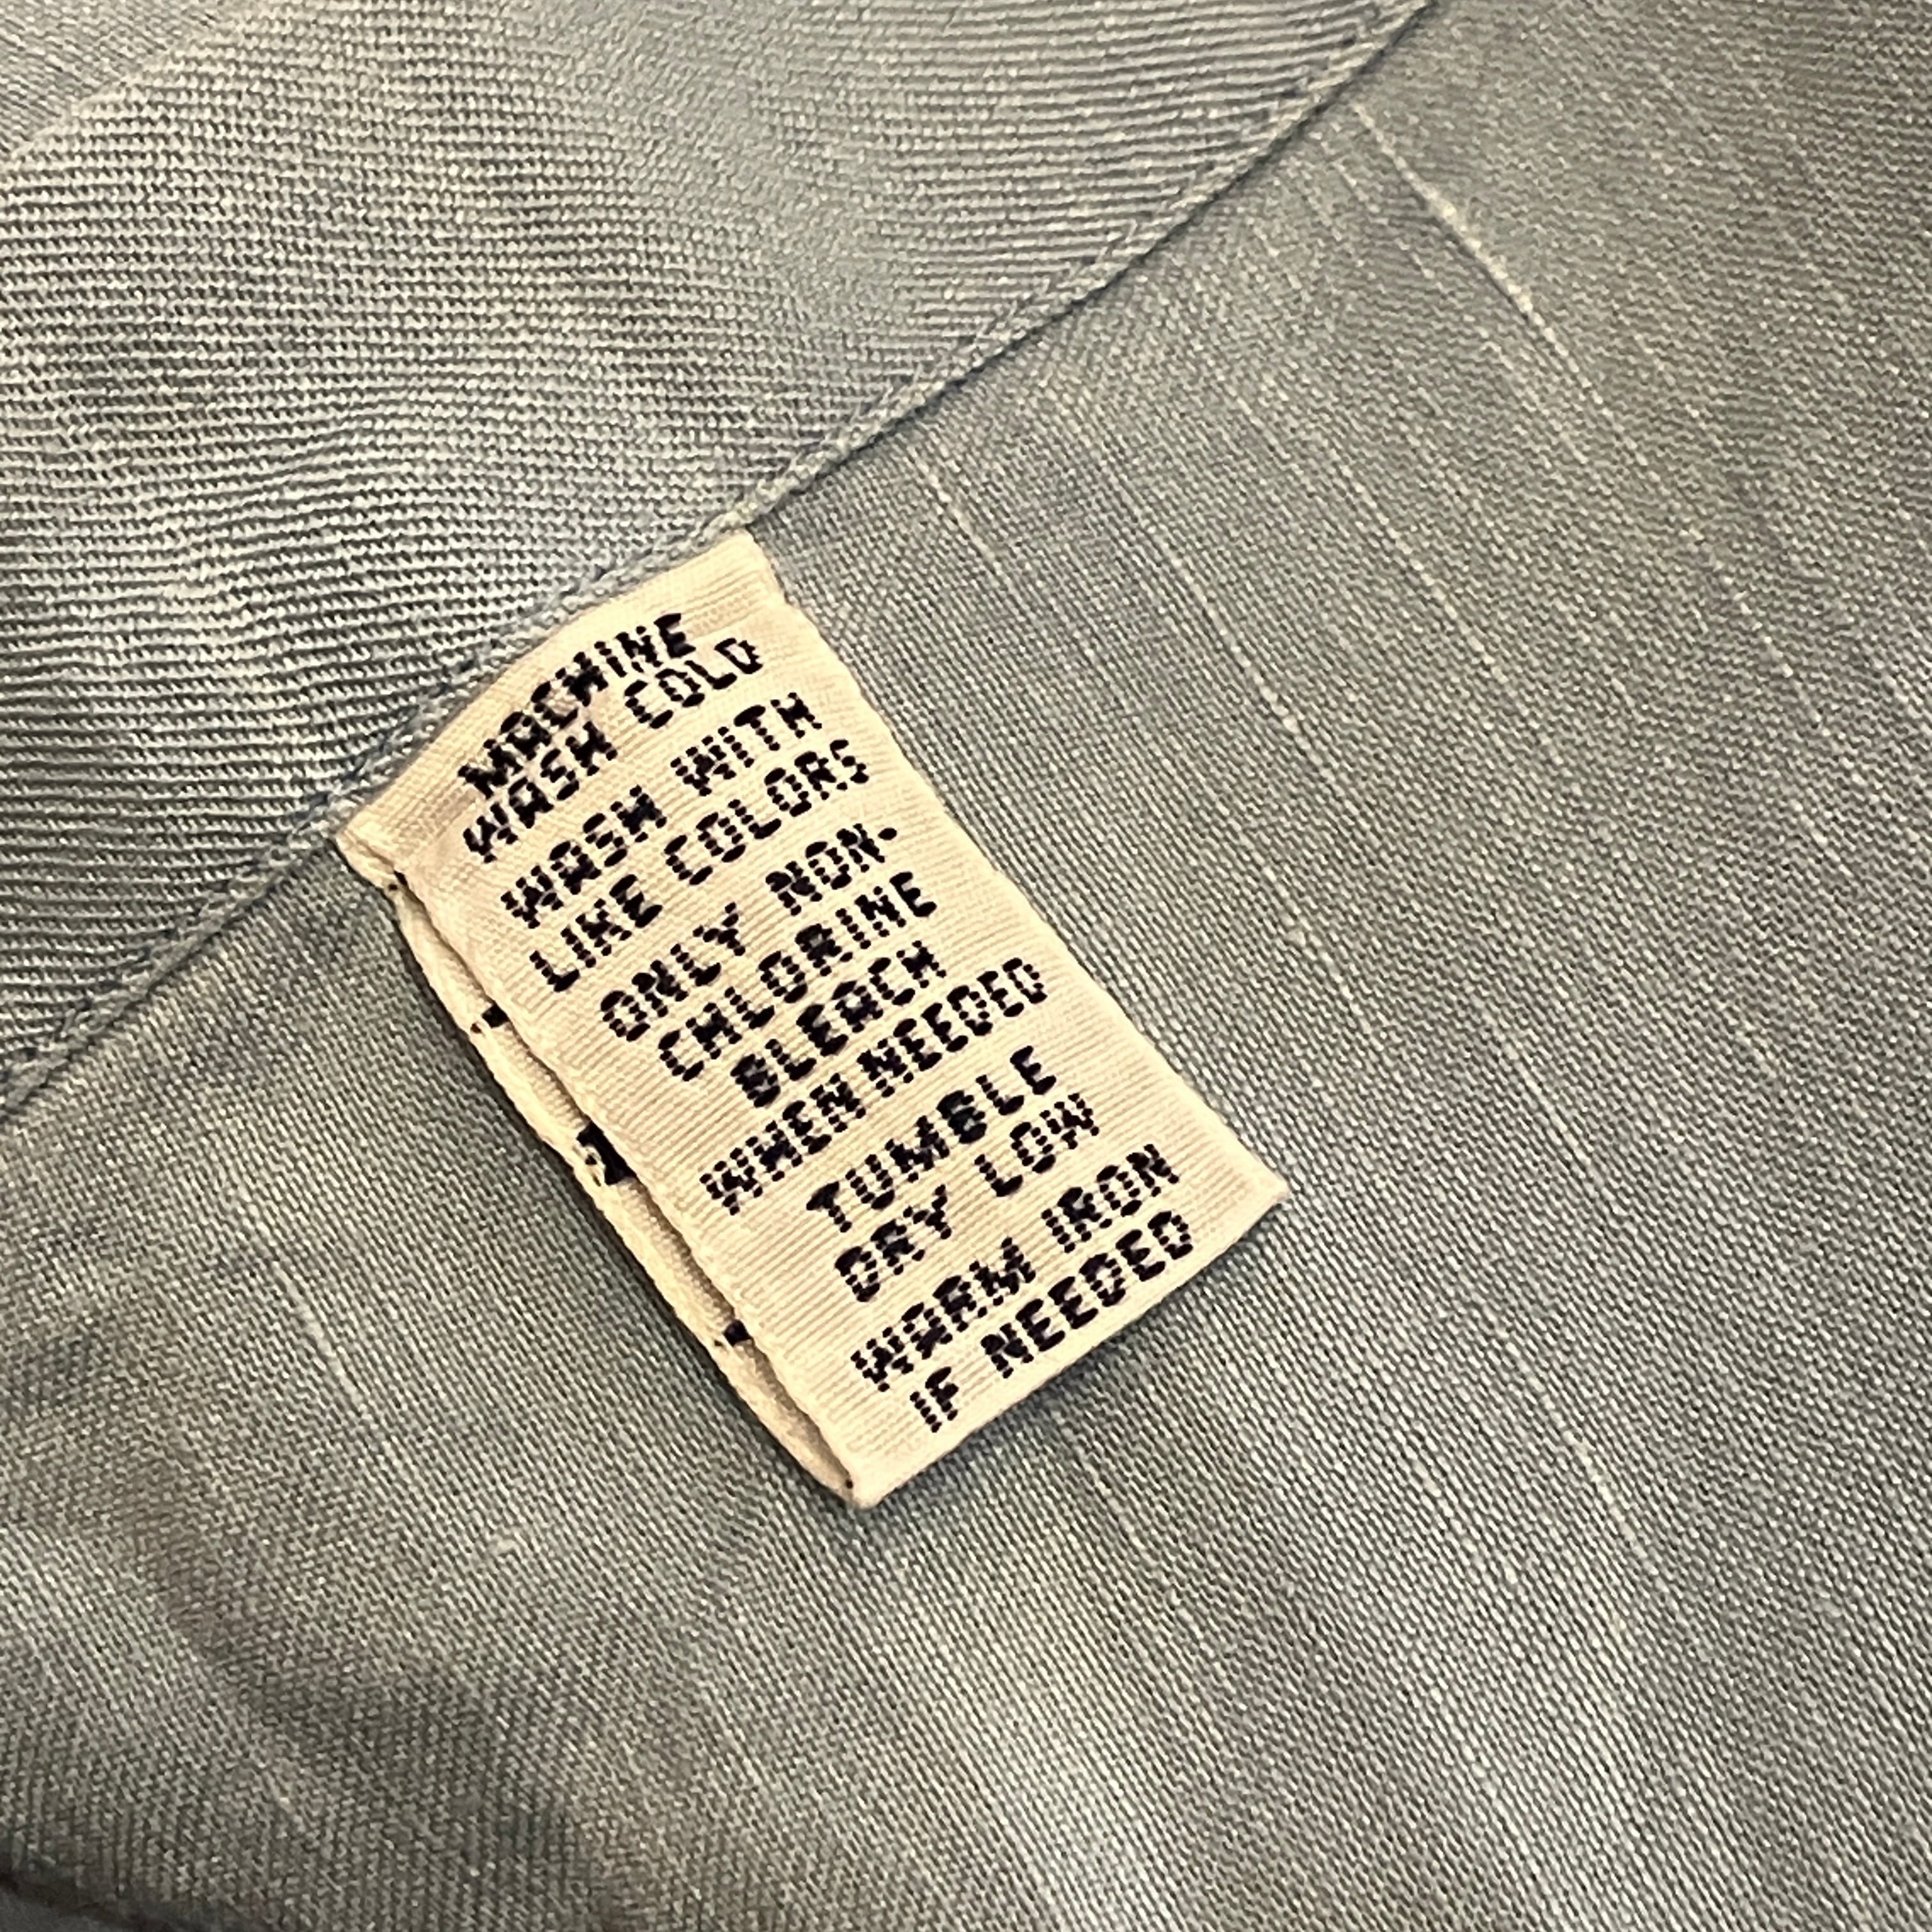 MACHINE
WASH COLD
WASH WITH
LIKE COLORS
ONLY NON-
CHLORINE
BLEACH
WHEN NEEDED
TUMBLE
DRY LOW
WARM IRON
IF NEEDED